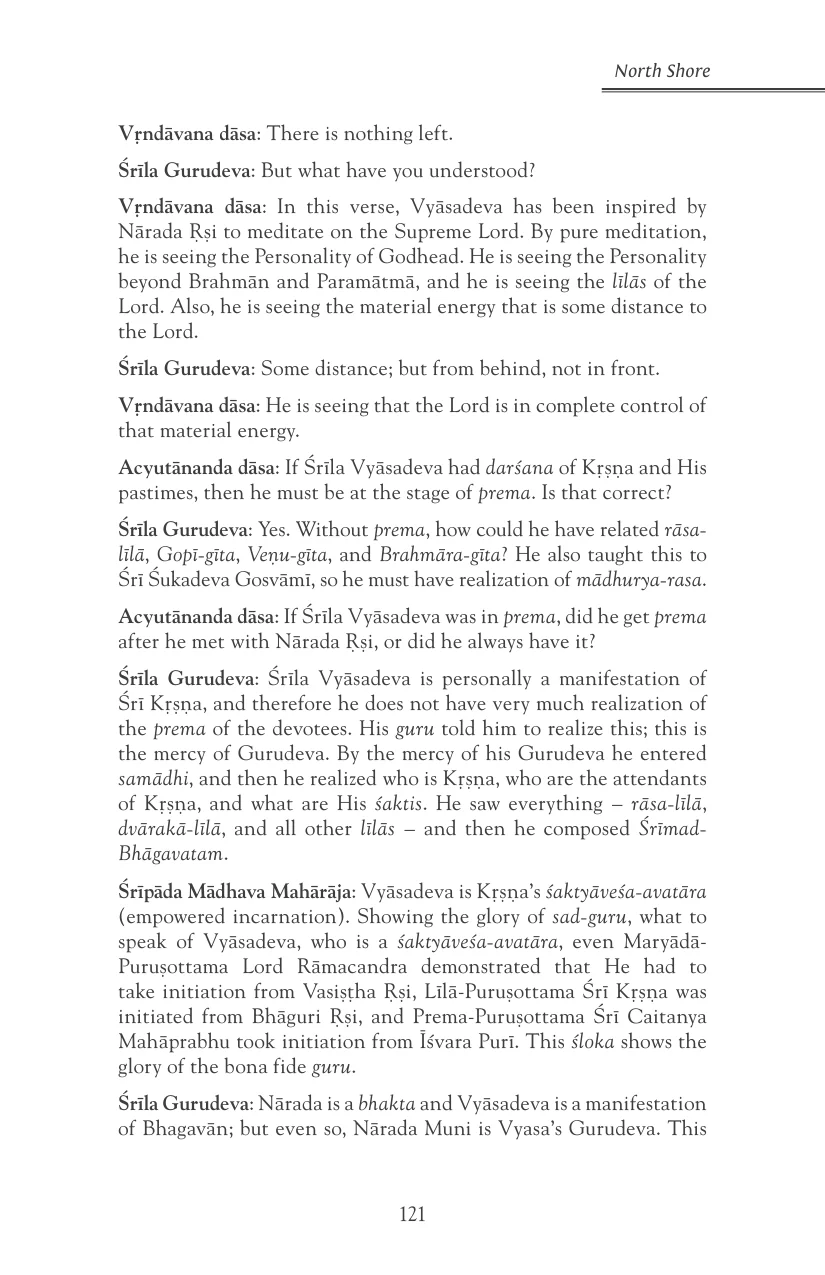 North Shore
Vṛndāvana dāsa: There is nothing left.
Śrīla Gurudeva: But what have you understood?
Vṛndāvana dāsa: In this verse, Vyāsadeva has been inspired by
Nārada Ṛṣi to meditate on the Supreme Lord. By pure meditation,
he is seeing the Personality of Godhead. He is seeing the Personality
beyond Brahmān and Paramātmā, and he is seeing the līlās of the
Lord. Also, he is seeing the material energy that is some distance to
the Lord.
Śrīla Gurudeva: Some distance; but from behind, not in front.
Vṛndāvana dāsa: He is seeing that the Lord is in complete control of
that material energy.
Acyutānanda dāsa: If Śrīla Vyāsadeva had darśana of Kṛṣṇa and His
pastimes, then he must be at the stage of prema. Is that correct?
Śrīla Gurudeva: Yes. Without prema, how could he have related rāsa-
līlā, Gopī-gīta, Veṇu-gīta, and Brahmāra-gīta? He also taught this to
Śrī Śukadeva Gosvāmī, so he must have realization of mādhurya-rasa.
Acyutānanda dāsa: If Śrīla Vyāsadeva was in prema, did he get prema
after he met with Nārada Ṛṣi, or did he always have it?
Śrīla Gurudeva: Śrīla Vyāsadeva is personally a manifestation of
Śrī Kṛṣṇa, and therefore he does not have very much realization of
the prema of the devotees. His guru told him to realize this; this is
the mercy of Gurudeva. By the mercy of his Gurudeva he entered
samādhi, and then he realized who is Kṛṣṇa, who are the attendants
of Kṛṣṇa, and what are His śaktis. He saw everything – rāsa-līlā,
dvārakā-līlā, and all other līlās – and then he composed Śrīmad-
Bhāgavatam.
Śrīpāda Mādhava Mahārāja: Vyāsadeva is Kṛṣṇa’s śaktyāveśa-avatāra
(empowered incarnation). Showing the glory of sad-guru, what to
speak of Vyāsadeva, who is a śaktyāveśa-avatāra, even Maryādā-
Puruṣottama Lord Rāmacandra demonstrated that He had to
take initiation from Vasiṣṭha Ṛṣi, Līlā-Puruṣottama Śrī Kṛṣṇa was
initiated from Bhāguri Ṛṣi, and Prema-Puruṣottama Śrī Caitanya
Mahāprabhu took initiation from Īśvara Purī. This śloka shows the
glory of the bona fide guru.
Śrīla Gurudeva: Nārada is a bhakta and Vyāsadeva is a manifestation
of Bhagavān; but even so, Nārada Muni is Vyasa’s Gurudeva. This
121